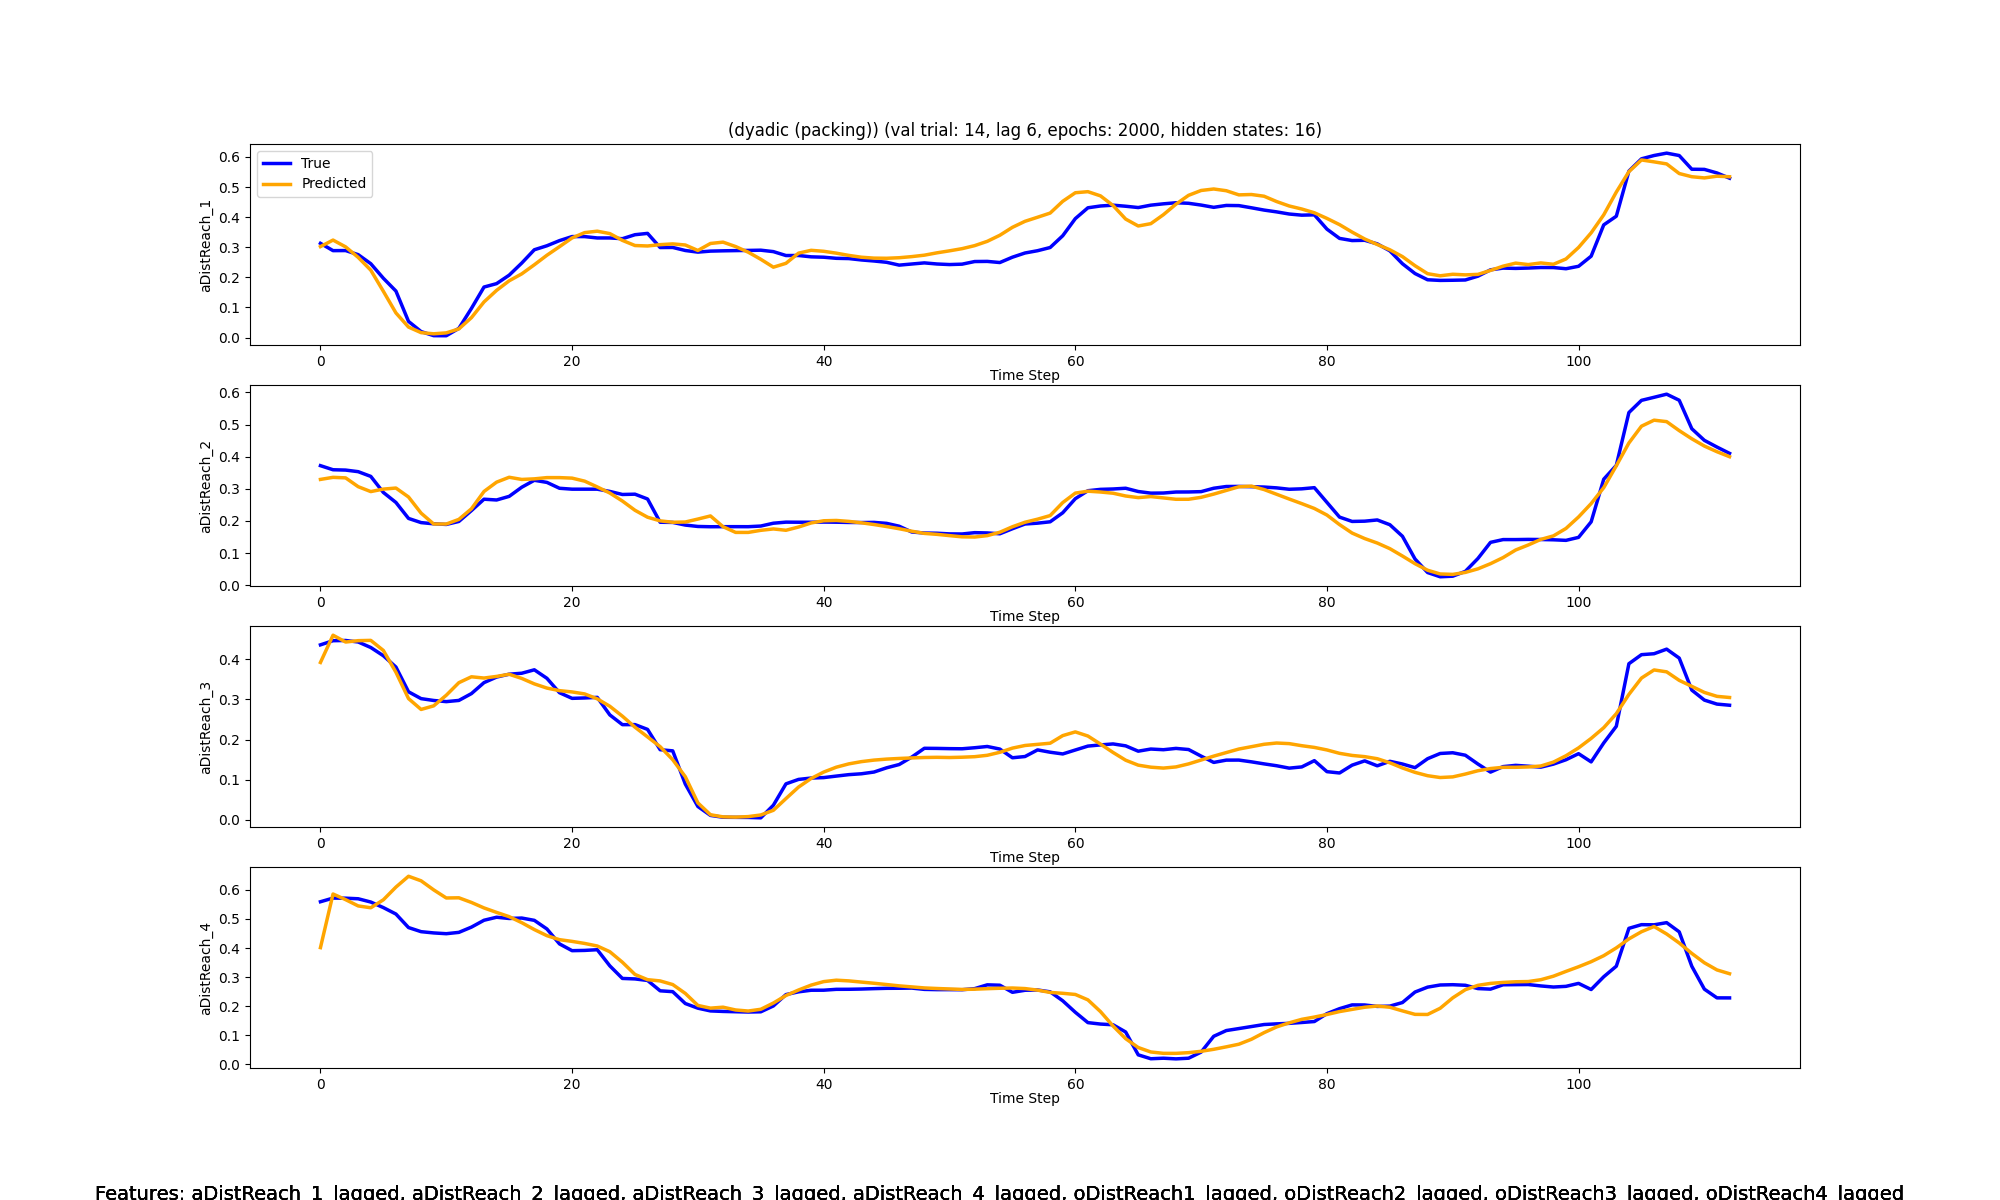 (dyadic (packing)) (val trial: 14, lag 6, epochs: 2000, hidden states: 16)
True
Predicted
aDistReach_1
0.6
0.5
0.4
0.3
0.2
0.1
0.0
0 20 40 60 80 100
Time Step
aDistReach_2
0.6
0.5
0.4
0.3
0.2
0.1
0.0
0 20 40 60 80 100
Time Step
aDistReach_3
0.4
0.3
0.2
0.1
0.0
0 20 40 60 80 100
Time Step
aDistReach_4
0.6
0.5
0.4
0.3
0.2
0.1
0.0
0 20 40 60 80 100
Time Step
Features: aDistReach_1_lagged, aDistReach_2_lagged, aDistReach_3_lagged, aDistReach_4_lagged, oDistReach1_lagged, oDistReach2_lagged, oDistReach3_lagged, oDistReach4_lagged